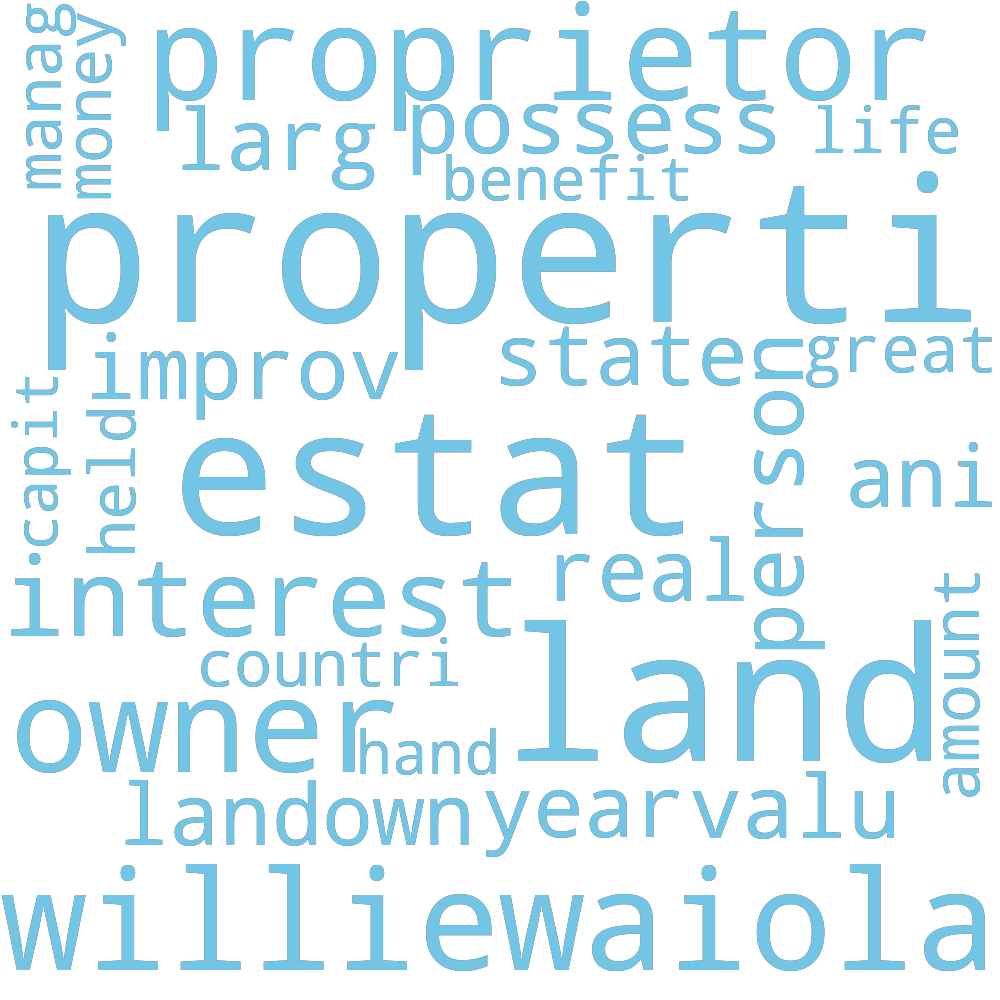 manag
money
proprietor
larg
possess
life
benefit
properti
improv
state
great
capit
held
estat
person
ani
interest
real
countri
land
amount
owner
hand
landown
year
valu
williewaiola